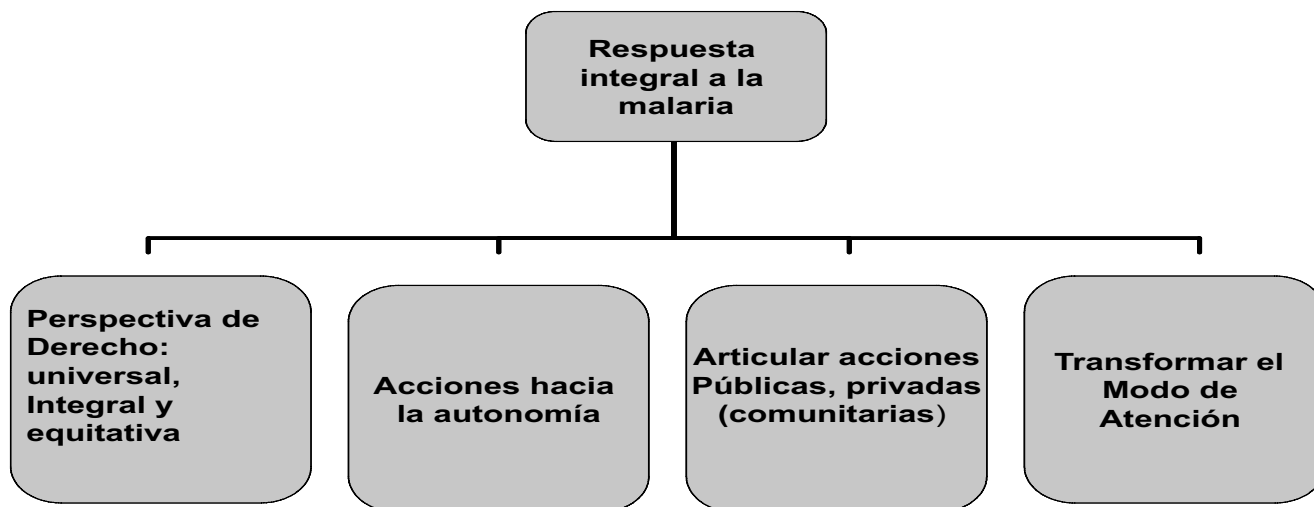 Respuesta
integral a la
malaria
Perspectiva de
Derecho:
universal,
Integral y
equitativa
Acciones hacia
la autonomía
Articular acciones
Públicas, privadas
(comunitarias)
Transformar el
Modo de
Atención